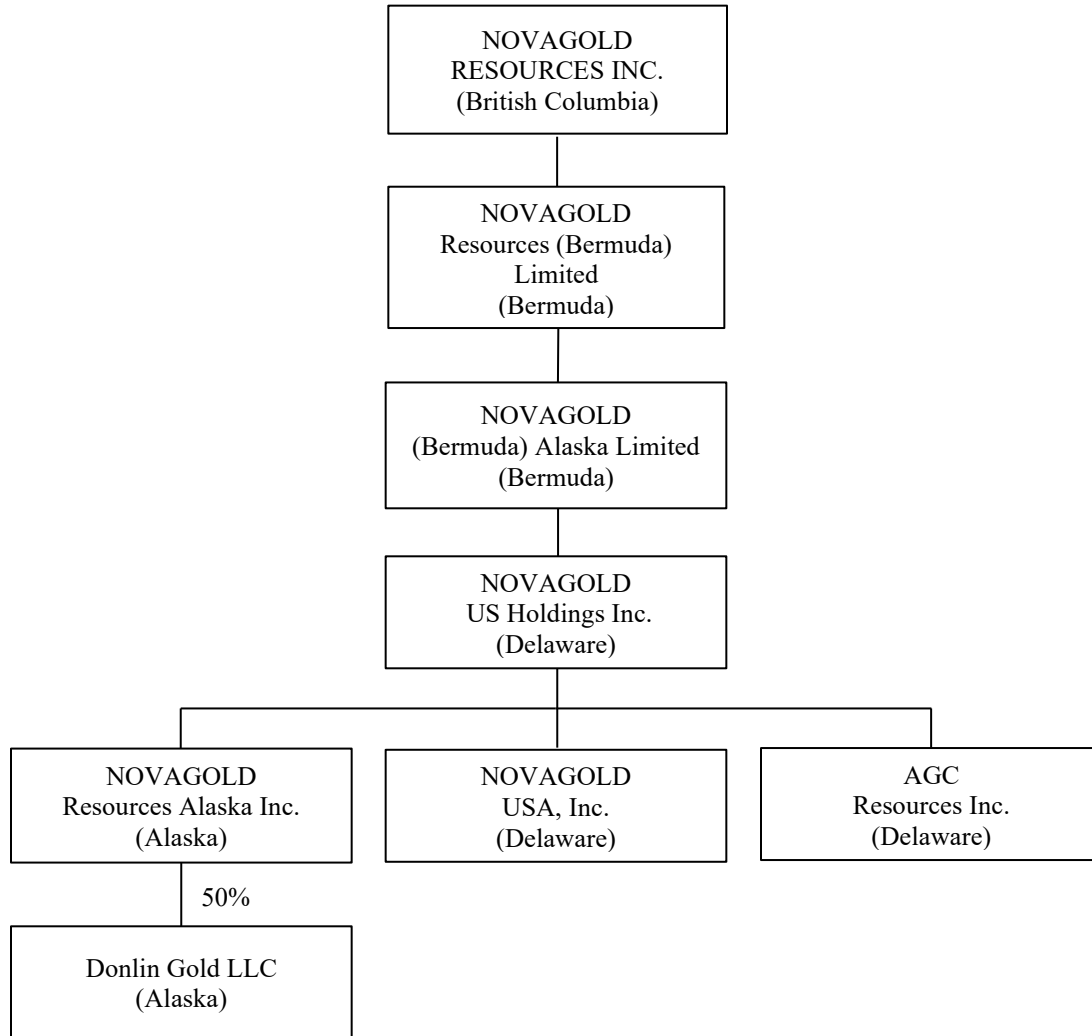 NOVAGOLD
RESOURCES INC.
(British Columbia)
NOVAGOLD
Resources (Bermuda)
Limited
(Bermuda)
NOVAGOLD
(Bermuda) Alaska Limited
(Bermuda)
NOVAGOLD
US Holdings Inc.
(Delaware)
NOVAGOLD
Resources Alaska Inc.
(Alaska)
NOVAGOLD
USA, Inc.
(Delaware)
AGC
Resources Inc.
(Delaware)
50%
Donlin Gold LLC
(Alaska)